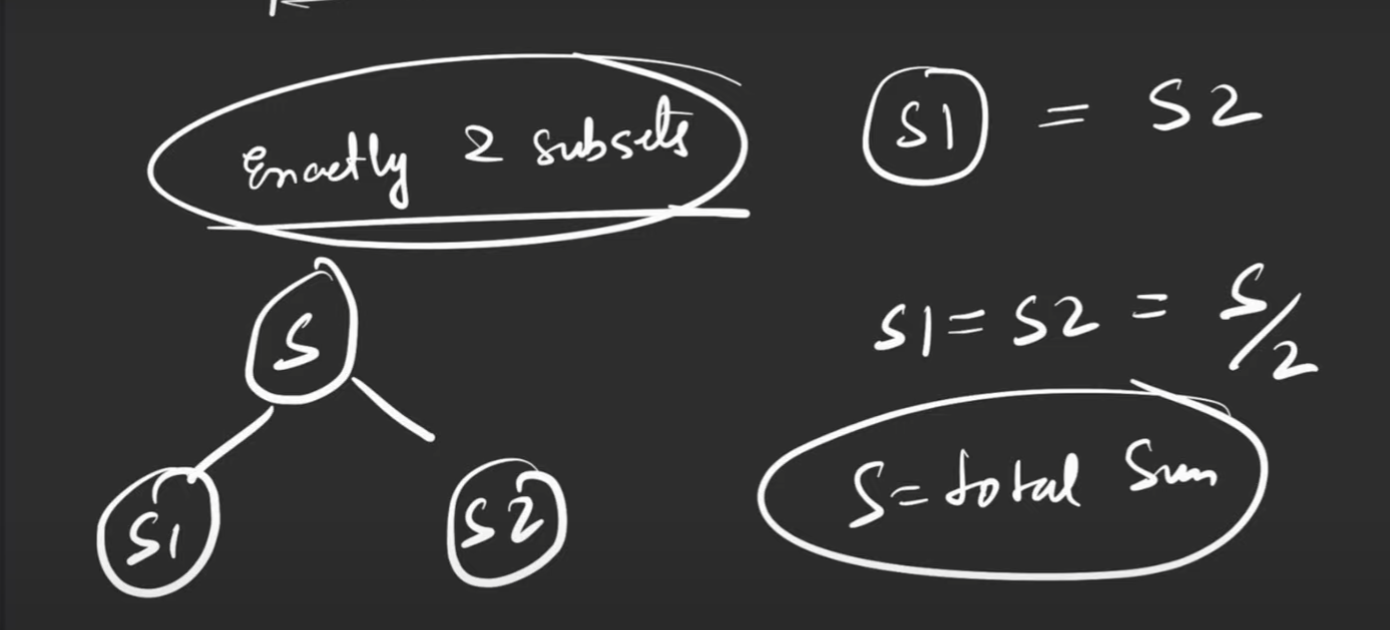 Exactly 2 subsets
S1 = S2
S
S1 = S2 = S/2
S1
S2
S = total Sum